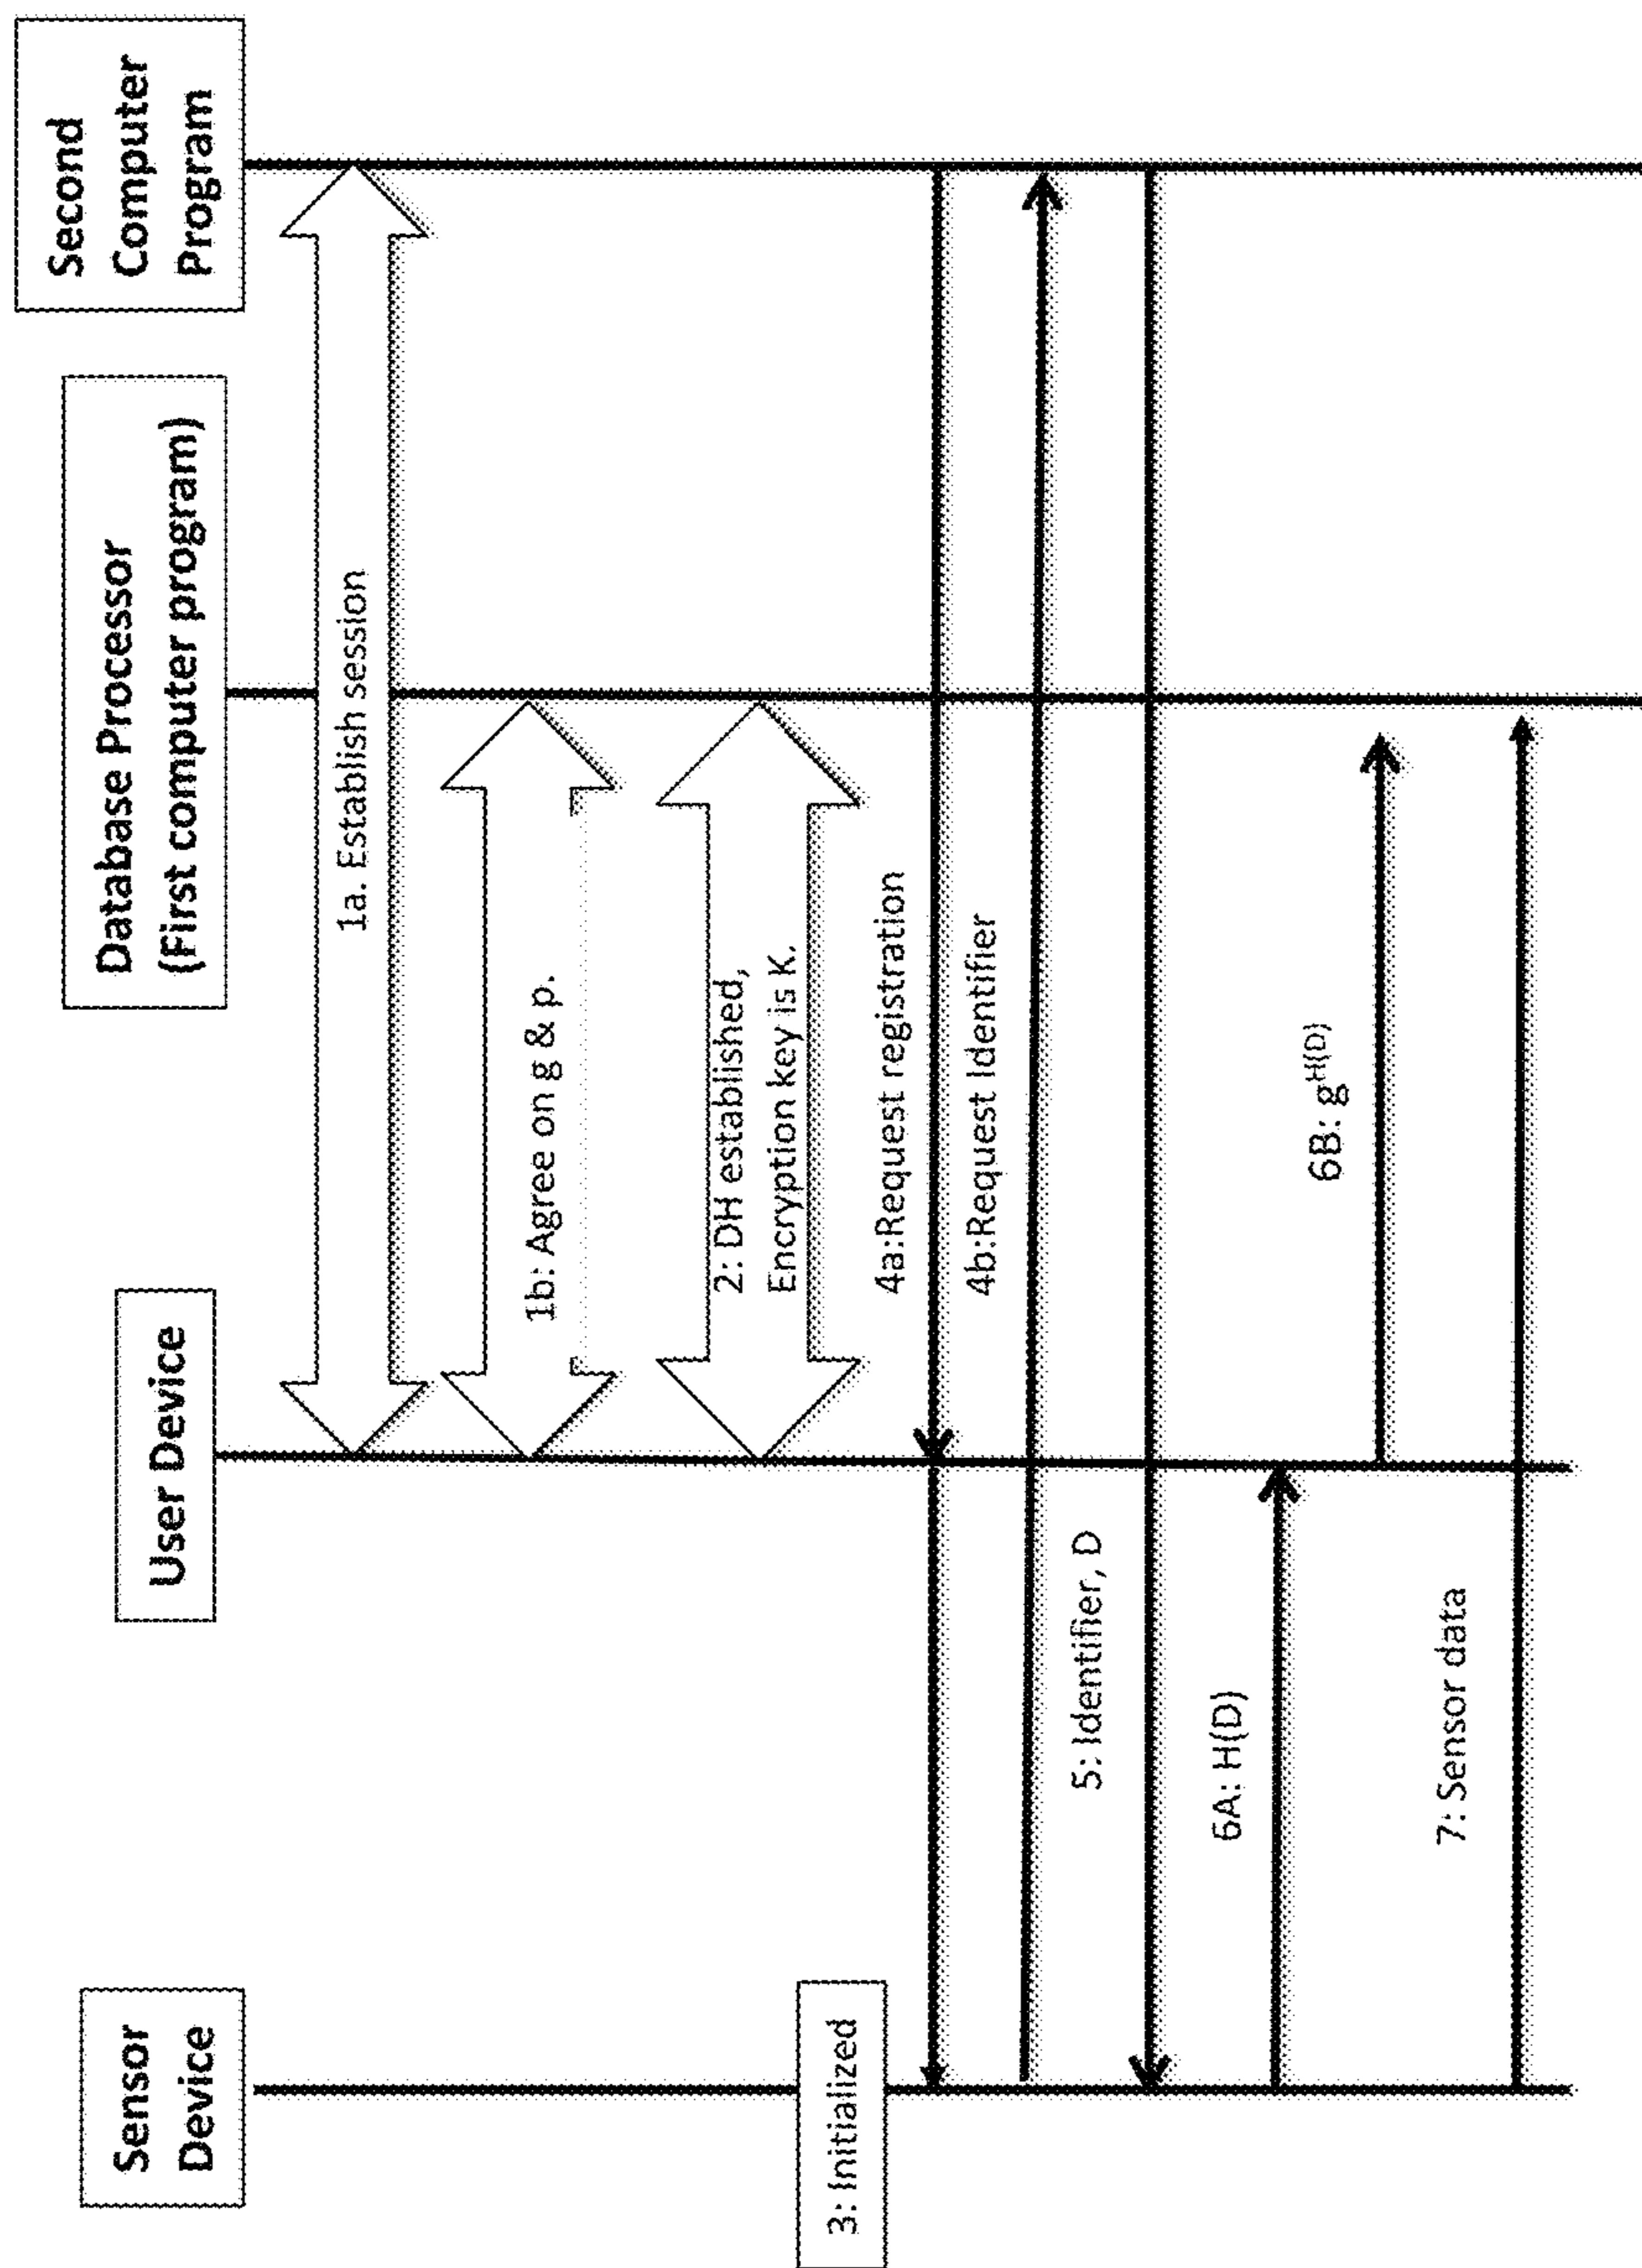 Sensor
Device
User Device
Database Processor
(First computer program)
Second
Computer
Program
1a. Establish session
1b: Agree on g & p.
2: DH established,
Encryption key is K.
3: Initialized
4a:Request registration
4b:Request Identifier
5: Identifier, D
6A: H(D)
6B: g^H(D)
7: Sensor data